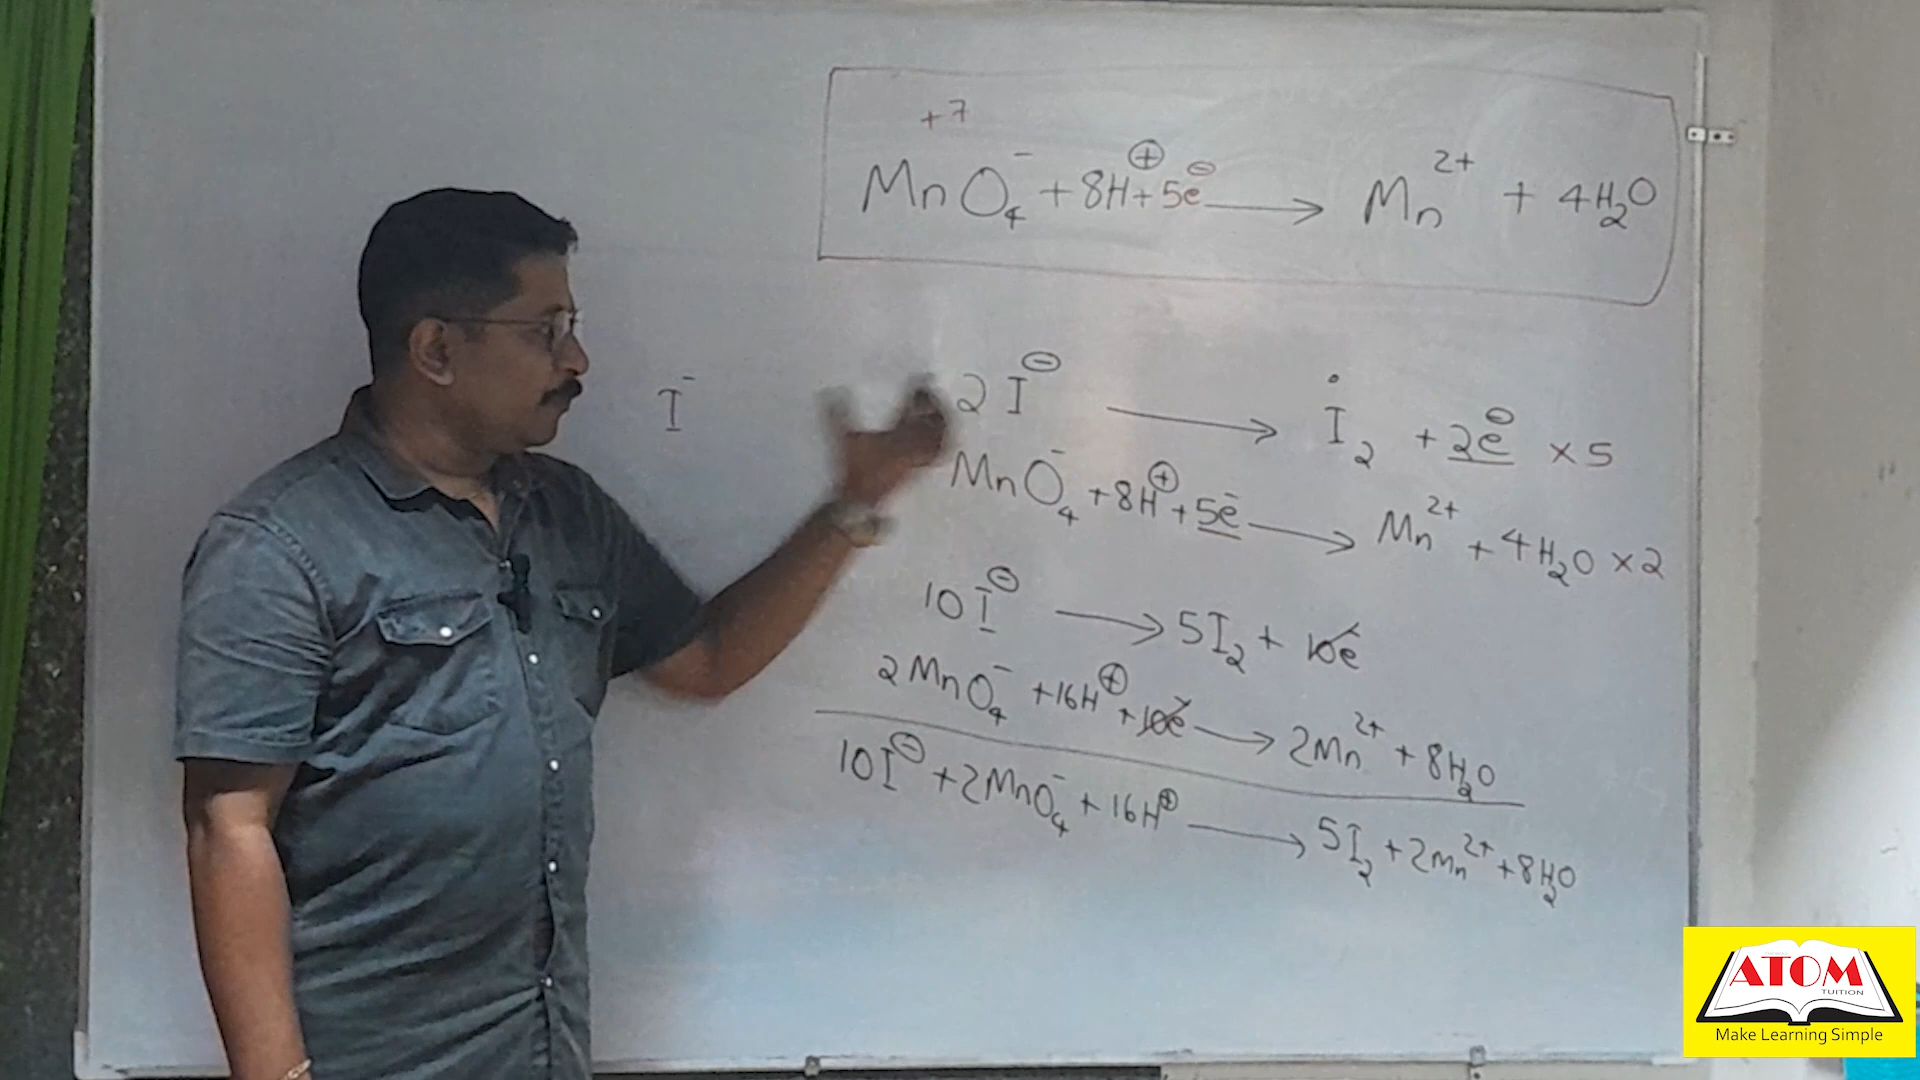 +7
MnO₄⁻ + 8H⊕ + 5e⊖ ⟶ Mn²⁺ + 4H₂O
I⁻
2I⊖ ⟶ I₂ + 2e⊖ ×5
MnO₄⁻ + 8H⊕ + 5e⁻ ⟶ Mn²⁺ + 4H₂O ×2
10I⊖ ⟶ 5I₂ + 10e
2MnO₄⁻ + 16H⊕ + 10e ⟶ 2Mn²⁺ + 8H₂O
10I⊖ + 2MnO₄⁻ + 16H⊕ ⟶ 5I₂ + 2Mn²⁺ + 8H₂O
ATOM
TUITION
Make Learning Simple